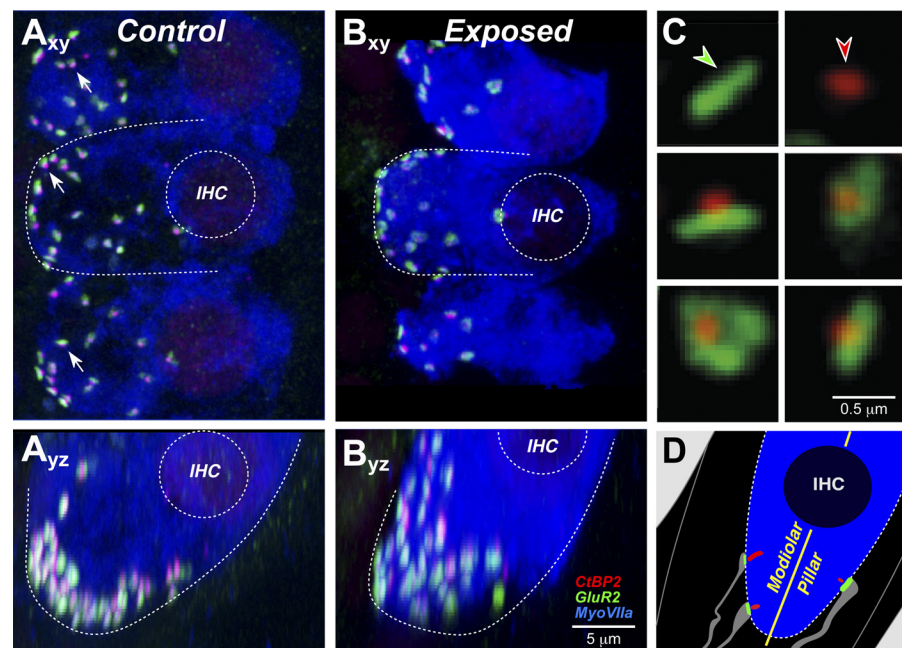 Axy Control
Bxy Exposed
C
IHC
IHC
0.5 µm
Ayz
IHC
Byz
IHC
CtBP2
GluR2
MyoVIIa
5 µm
D
IHC
Modiolar
Pillar